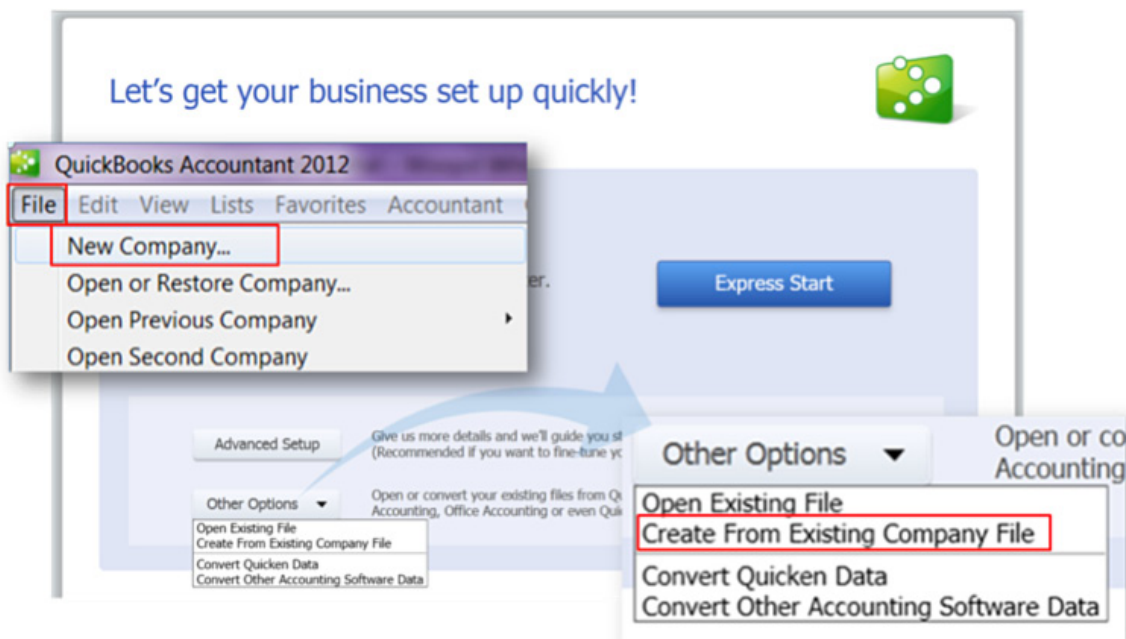 Let's get your business set up quickly!
QuickBooks Accountant 2012
File Edit View Lists Favorites Accountant
New Company...
Open or Restore Company...
Open Previous Company
Open Second Company
er.
Express Start
Advanced Setup
Give us more details and we'll guide you
(Recommended if you want to fine-tune
Other Options
Open or convert your existing files from
Accounting, Office Accounting or even
Open Existing File
Create From Existing Company File
Convert Quicken Data
Convert Other Accounting Software Data
Other Options
Open or co
Accounting
Open Existing File
Create From Existing Company File
Convert Quicken Data
Convert Other Accounting Software Data